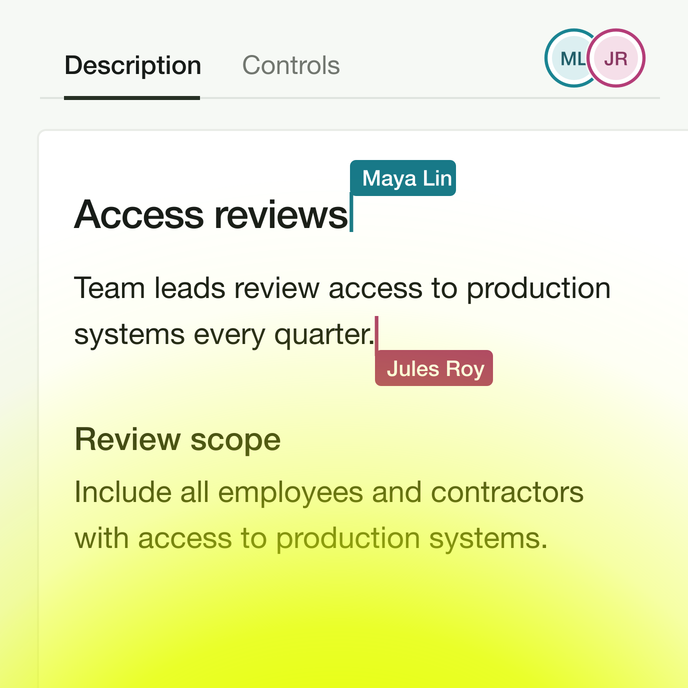 Description Controls ML JR
Maya Lin
Access reviews
Team leads review access to production
systems every quarter.
Jules Roy
Review scope
Include all employees and contractors
with access to production systems.